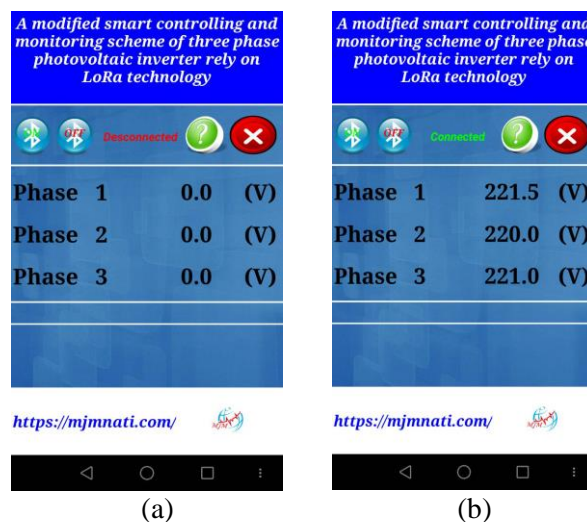 A modified smart controlling and
monitoring scheme of three phase
photovoltaic inverter rely on
LoRa technology
OFF
Desconnected
?
Phase 1 0.0 (V)
Phase 2 0.0 (V)
Phase 3 0.0 (V)
https://mjmnati.com/
(a)
A modified smart controlling and
monitoring scheme of three phase
photovoltaic inverter rely on
LoRa technology
OFF
Connected
?
Phase 1 221.5 (V)
Phase 2 220.0 (V)
Phase 3 221.0 (V)
https://mjmnati.com/
(b)